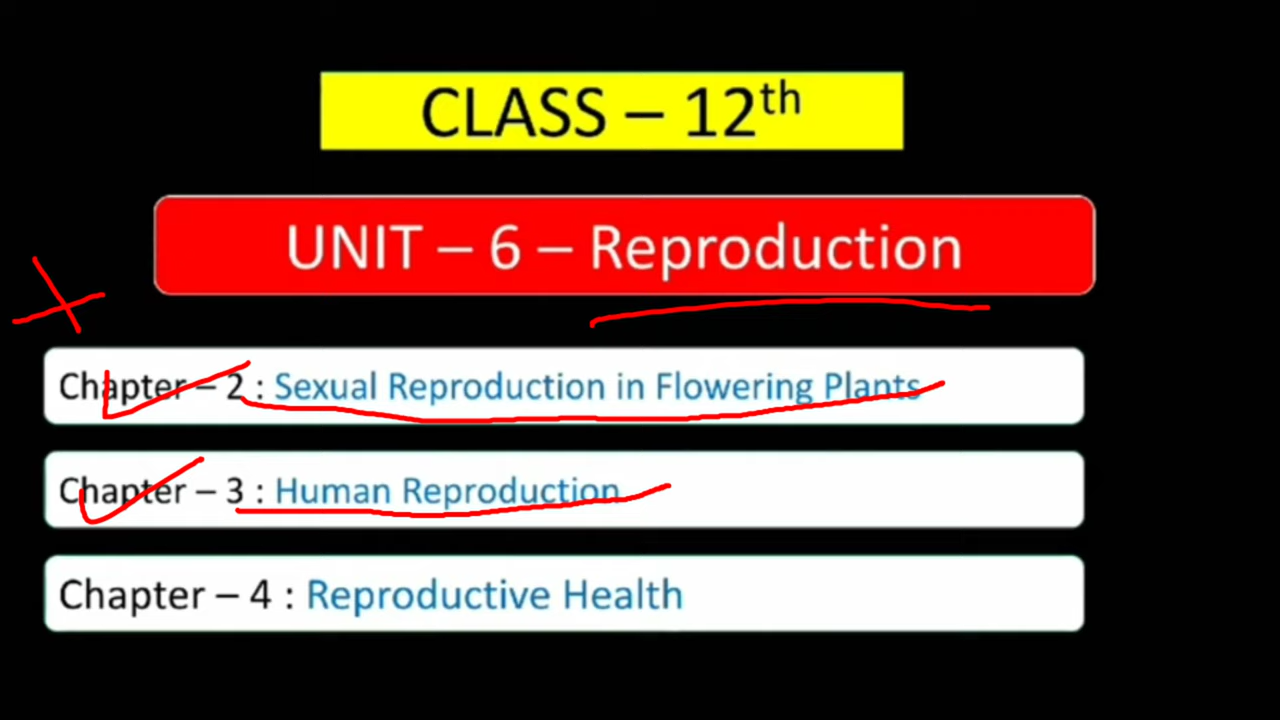 CLASS – 12th
UNIT – 6 – Reproduction
Chapter – 2 : Sexual Reproduction in Flowering Plants
Chapter – 3 : Human Reproduction
Chapter – 4 : Reproductive Health